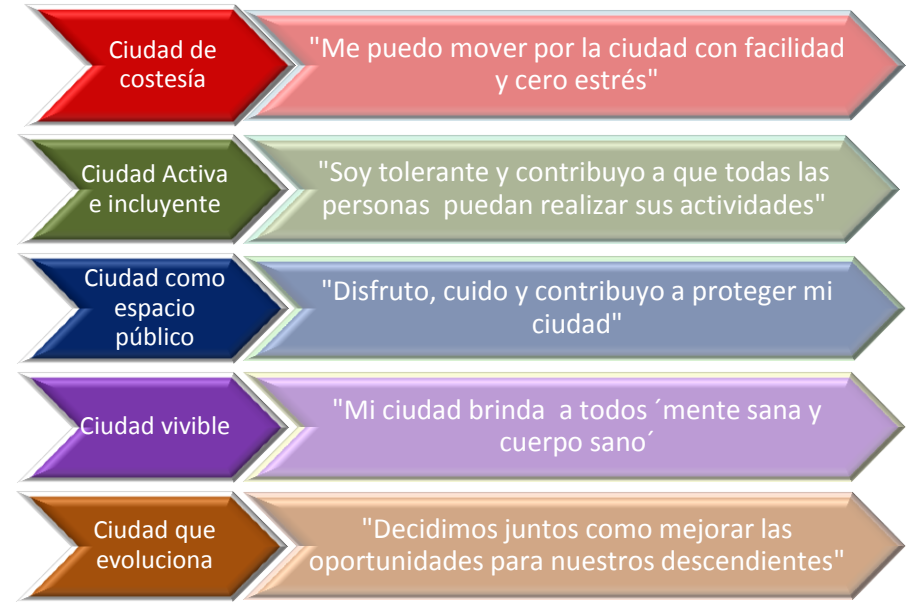 Ciudad de
costesía
"Me puedo mover por la ciudad con facilidad
y cero estrés"
Ciudad Activa
e incluyente
"Soy tolerante y contribuyo a que todas las
personas  puedan realizar sus actividades"
Ciudad como
espacio
público
"Disfruto, cuido y contribuyo a proteger mi
ciudad"
Ciudad vivible
"Mi ciudad brinda  a todos ´mente sana y
cuerpo sano´
Ciudad que
evoluciona
"Decidimos juntos como mejorar las
oportunidades para nuestros descendientes"